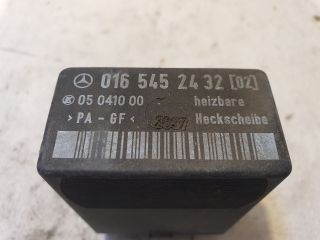 016 545 24 32 [02]
05 0410 00 heizbare
>PA-GF< Heckscheibe